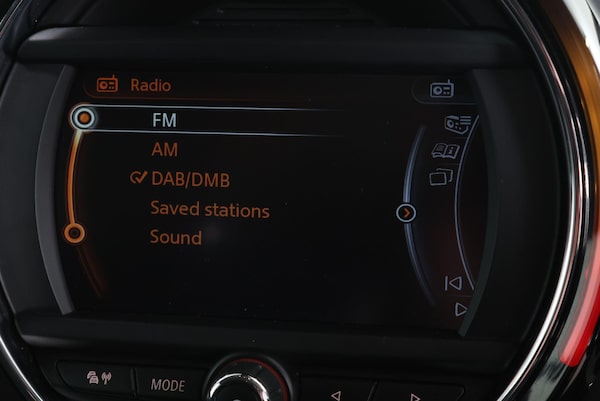 Radio
FM
AM
DAB/DMB
Saved stations
Sound
MODE